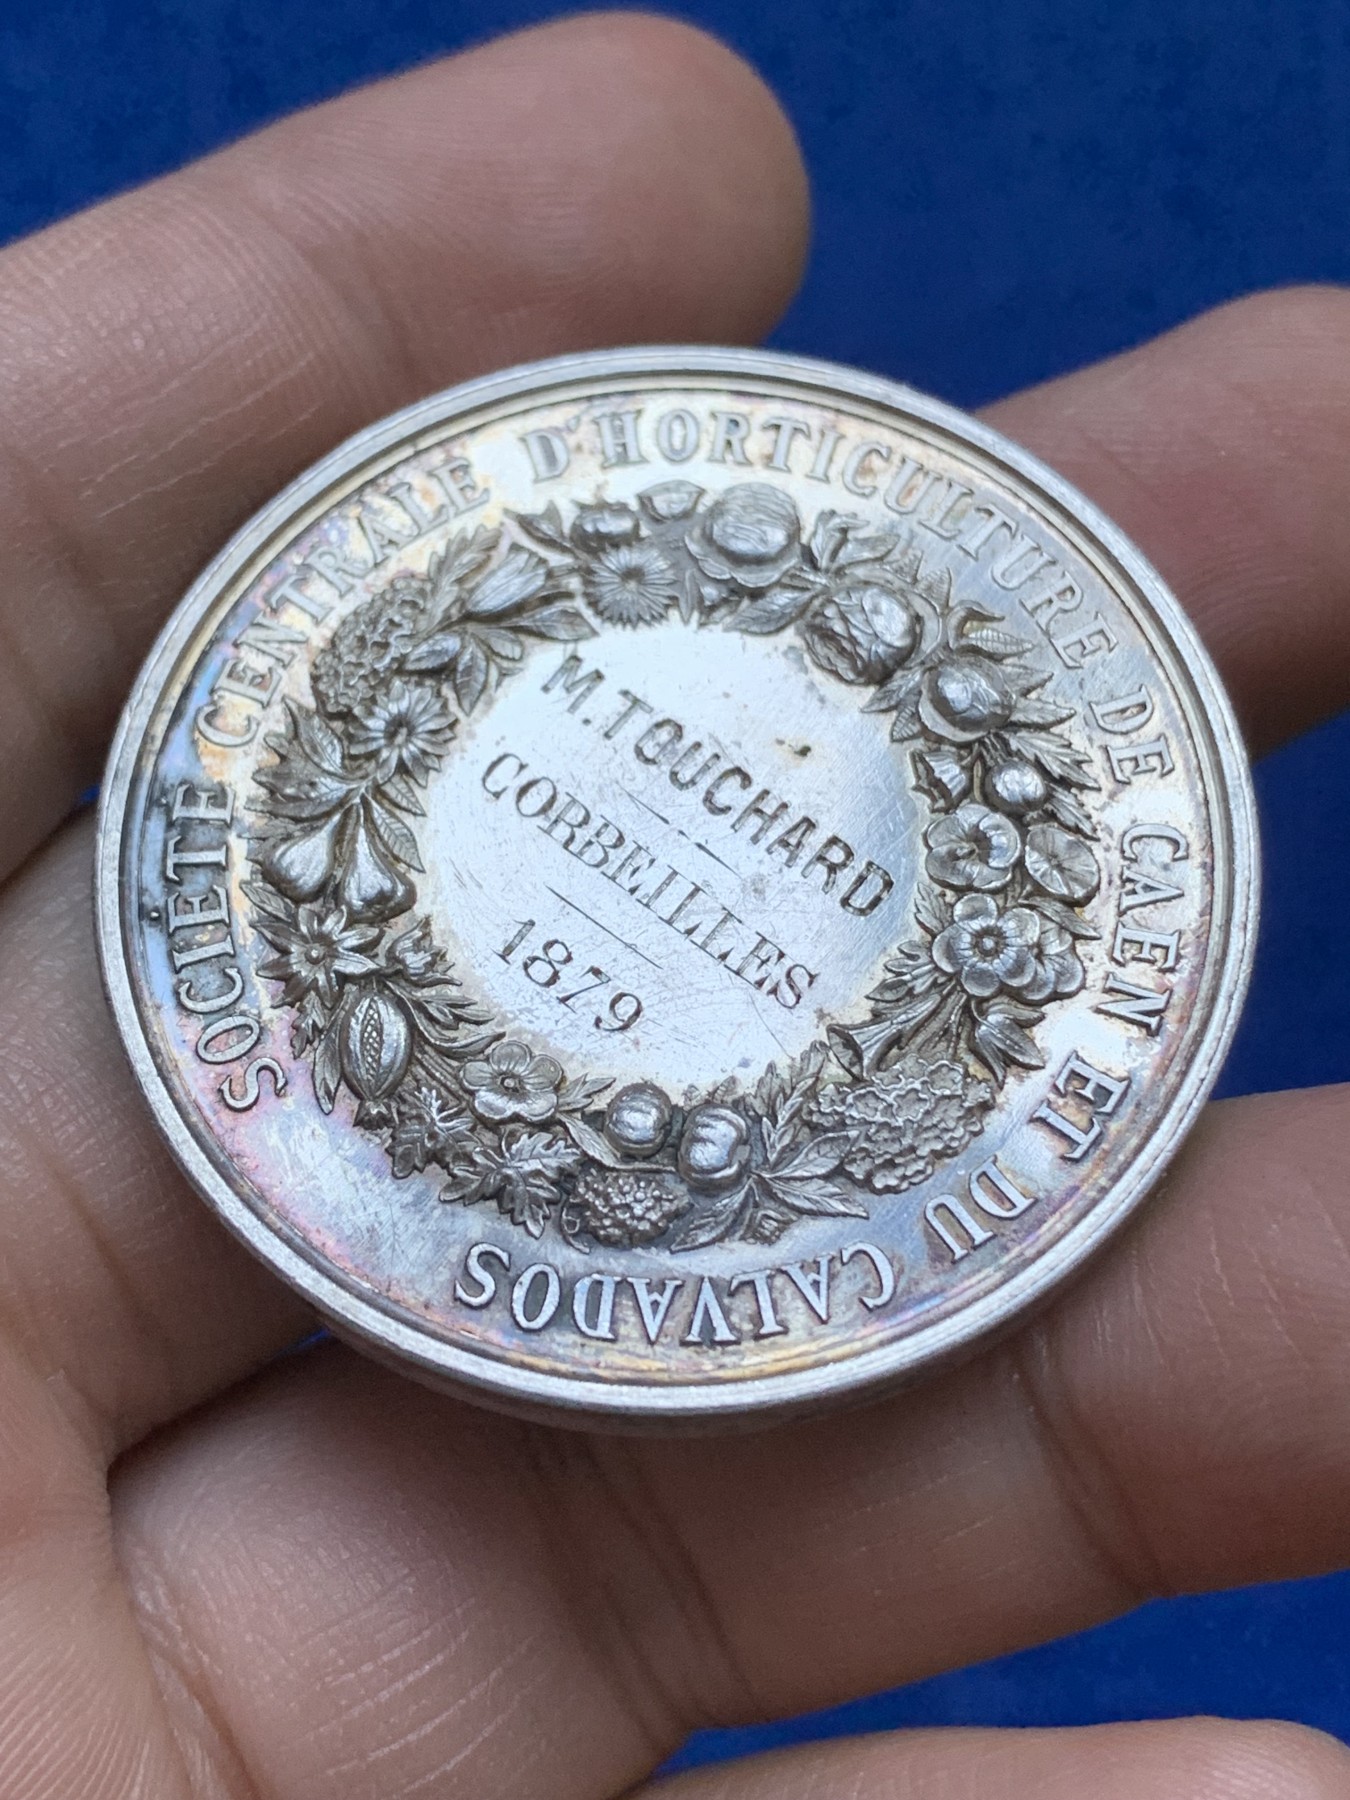 SOCIETE CENTRALE D'HORTICULTURE DE CAEN ET DU CALVADOS
M. TOUCHARD
CORBEILLES
1879